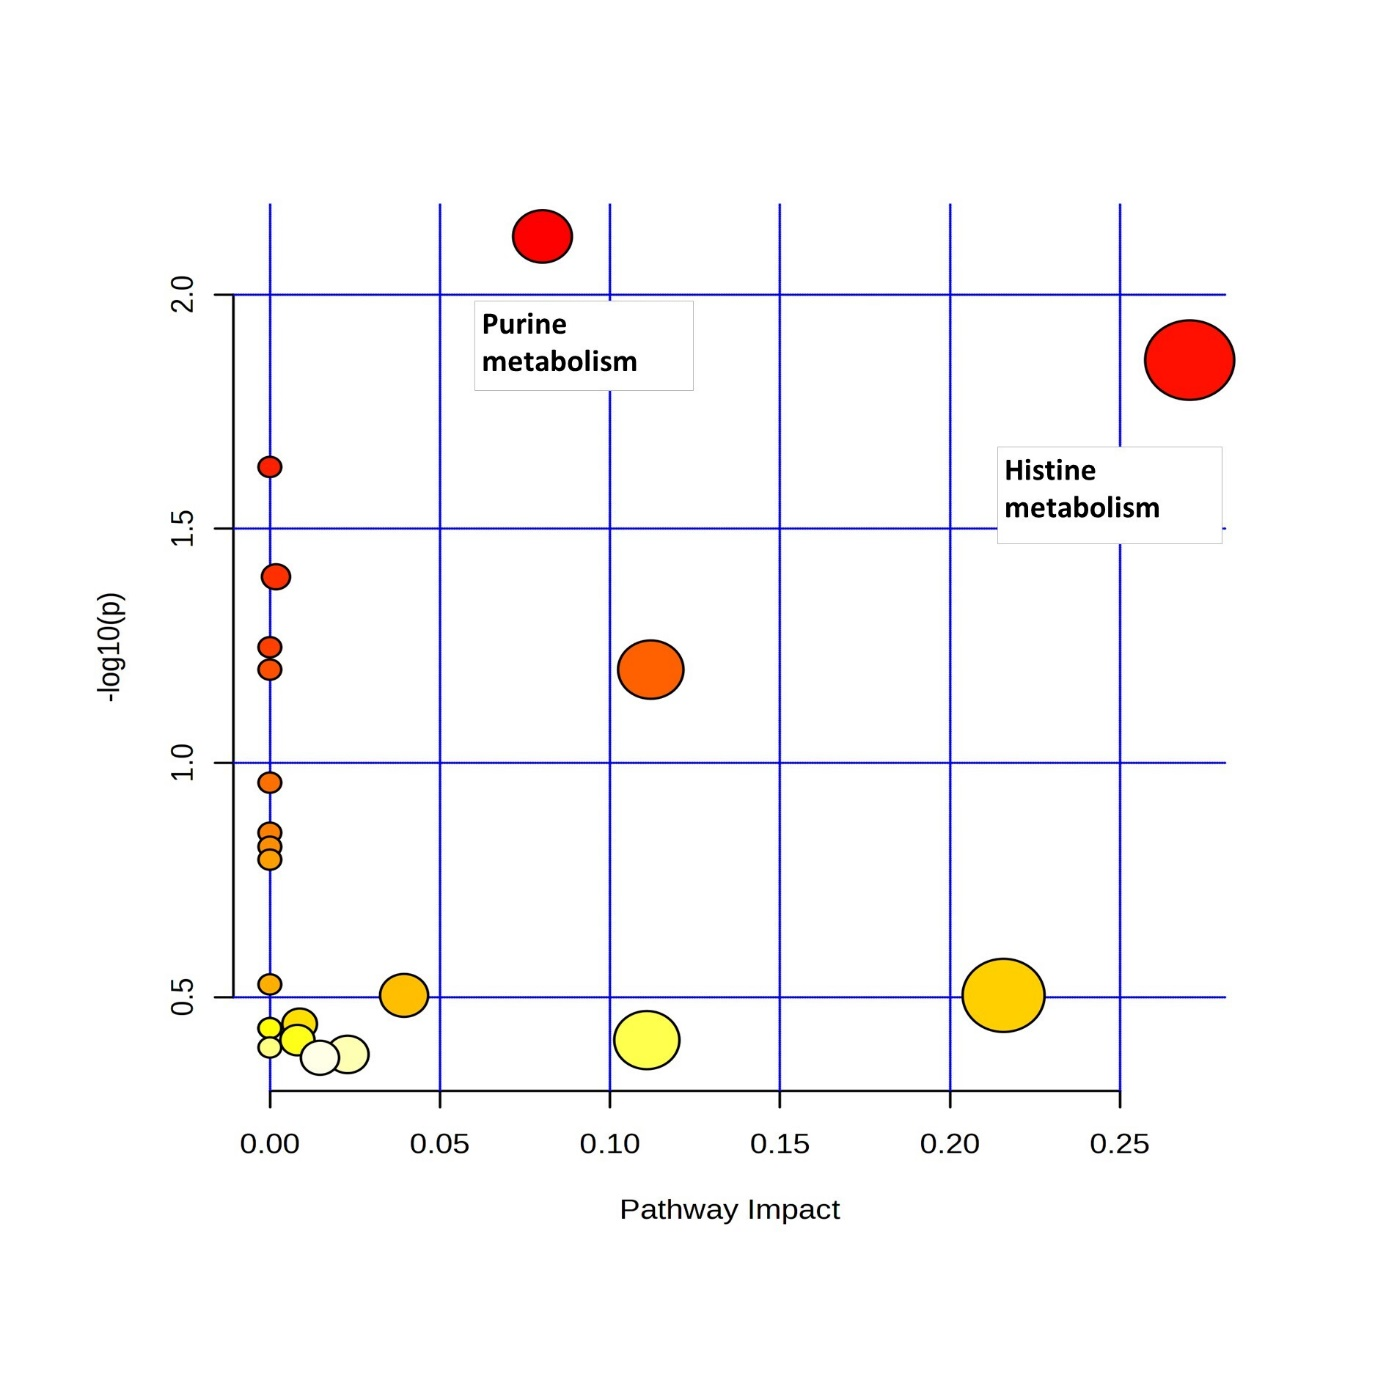 2.0
Purine
metabolism
Histine
metabolism
1.5
-log10(p)
1.0
0.5
0.00 0.05 0.10 0.15 0.20 0.25
Pathway Impact